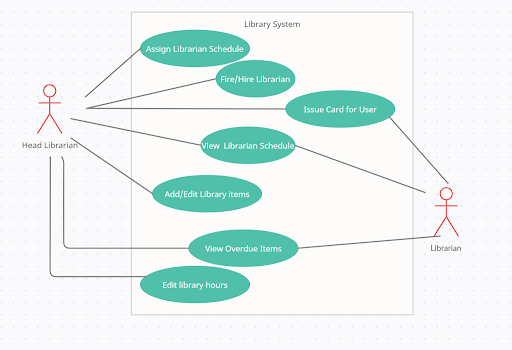 Library System
Assign Librarian Schedule
Fire/Hire Librarian
Issue Card for User
Head Librarian
View Librarian Schedule
Add/Edit Library items
View Overdue Items
Librarian
Edit library hours